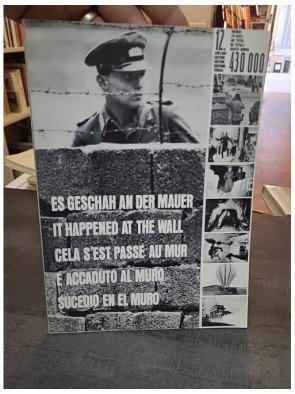 12.
430 000
ES GESCHAH AN DER MAUER
IT HAPPENED AT THE WALL
CELA S'EST PASSÉ AU MUR
E ACCADUTO AL MURO
SUCEDIO EN EL MURO